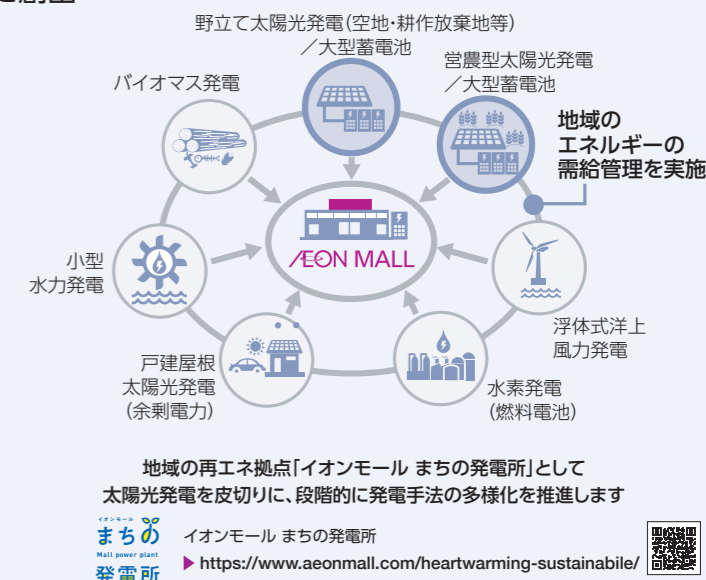 野立て太陽光発電(空地・耕作放棄地等)
/大型蓄電池
営農型太陽光発電
/大型蓄電池
バイオマス発電
地域の
エネルギーの
需給管理を実施
ÆON MALL
小型
水力発電
浮体式洋上
風力発電
戸建屋根
太陽光発電
(余剰電力)
水素発電
(燃料電池)
地域の再エネ拠点「イオンモール まちの発電所」として
太陽光発電を皮切りに、段階的に発電手法の多様化を推進します
イオンモール
まちの
Mall power plant
発電所
イオンモール まちの発電所
▶ https://www.aeonmall.com/heartwarming-sustainabile/